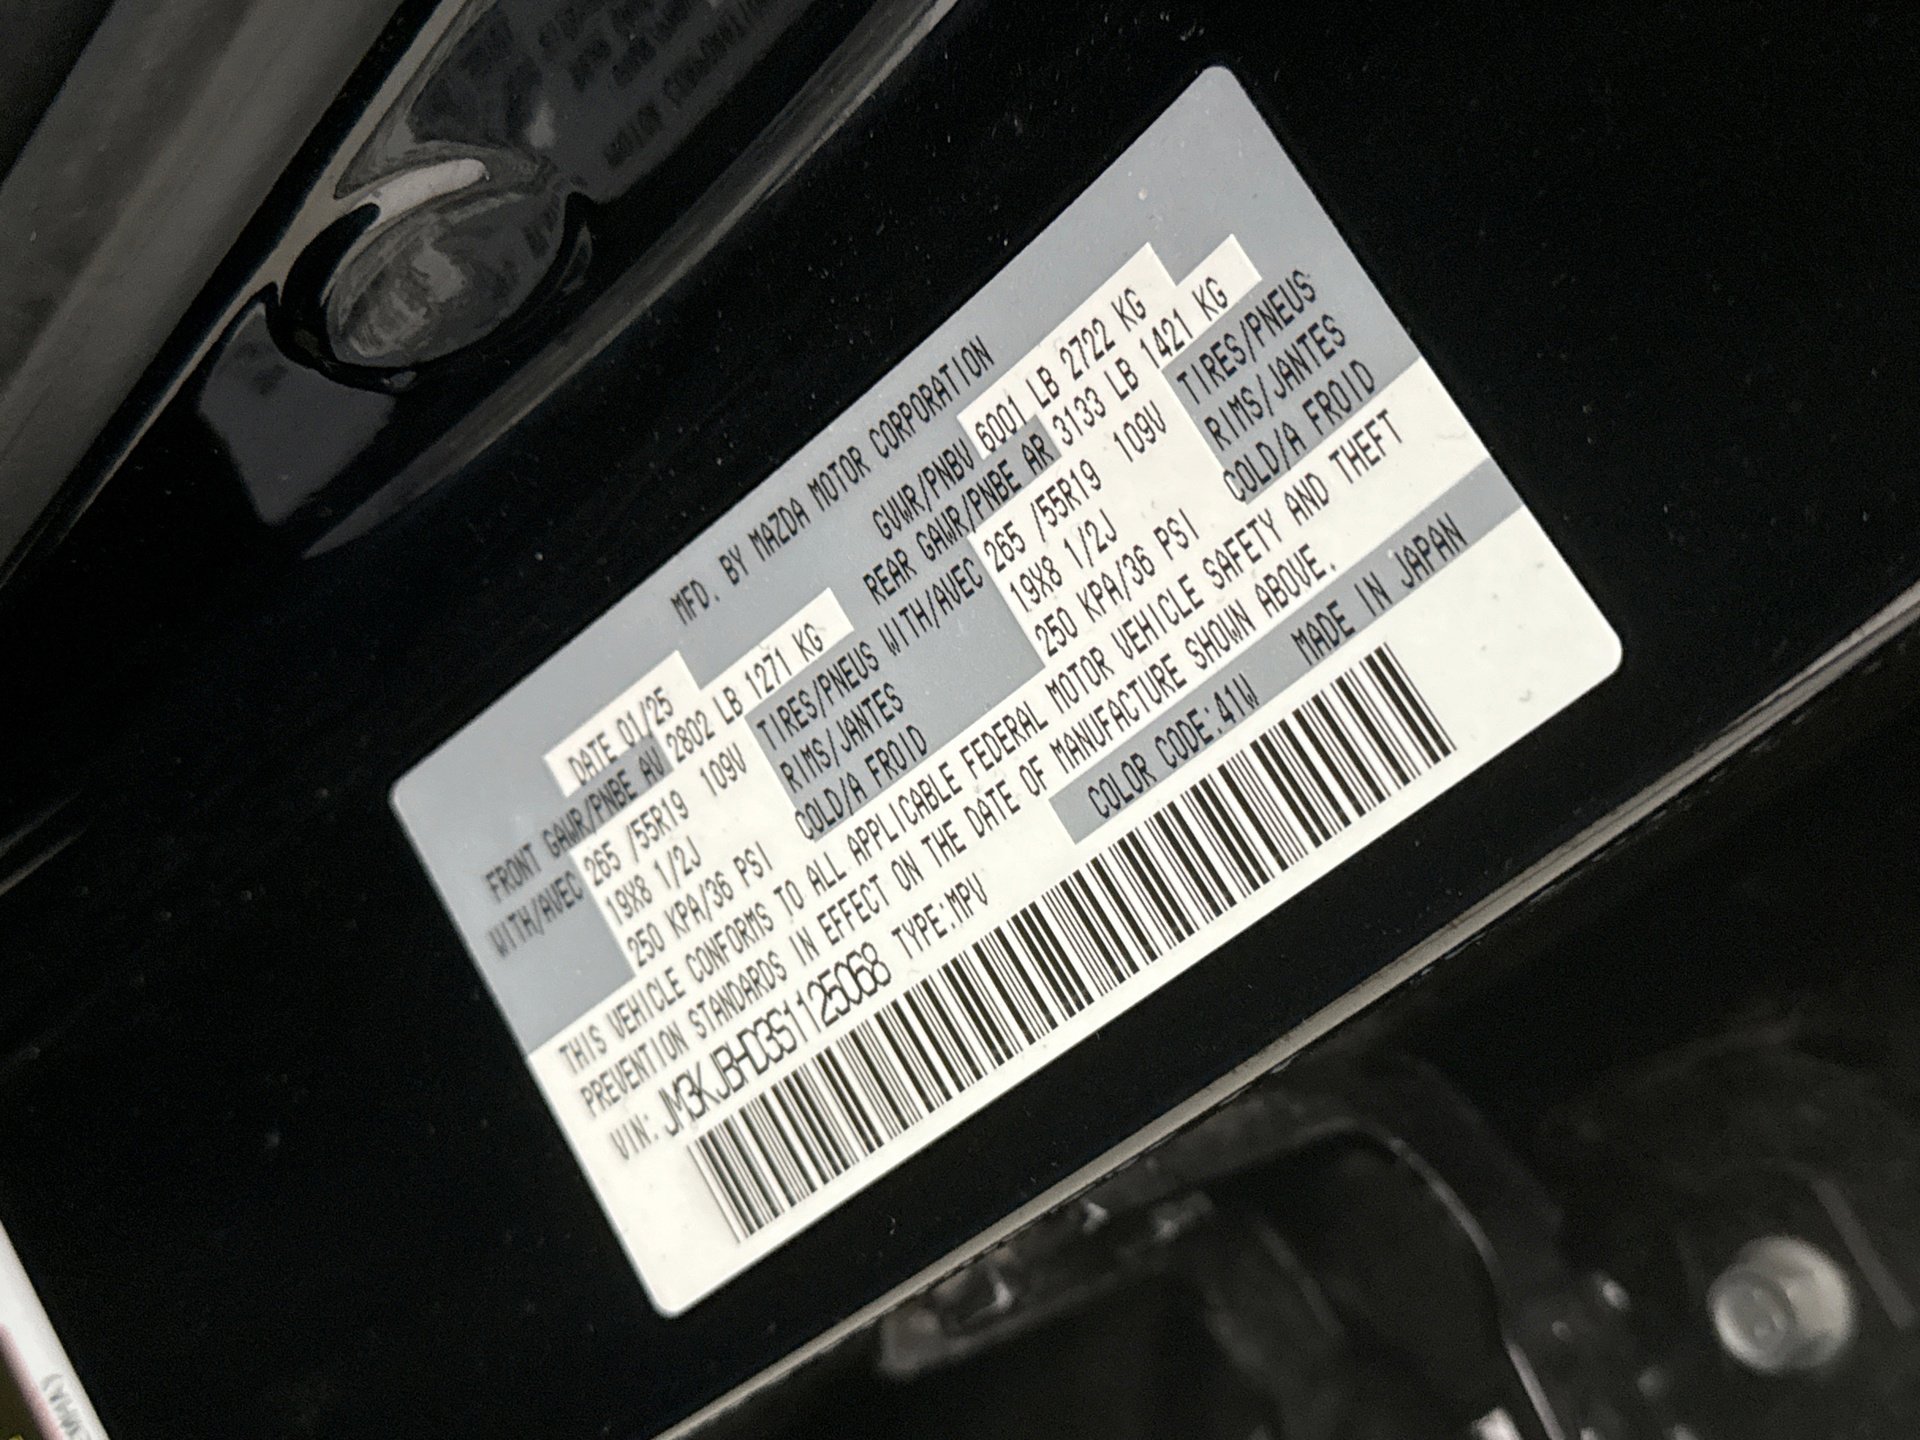 MFD. BY MAZDA MOTOR CORPORATION
DATE 01/25 GVWR/PNBV 6001 LB 2722 KG
FRONT GAWR/PNBE AV 2802 LB 1271 KG REAR GAWR/PNBE AR 3133 LB 1421 KG
WITH/AVEC 265 /55R19 109V TIRES/PNEUS WITH/AVEC 265 /55R19 109V TIRES/PNEUS
19X8 1/2J RIMS/JANTES 19X8 1/2J RIMS/JANTES
250 KPA/36 PSI COLD/A FROID 250 KPA/36 PSI COLD/A FROID
THIS VEHICLE CONFORMS TO ALL APPLICABLE FEDERAL MOTOR VEHICLE SAFETY AND THEFT
PREVENTION STANDARDS IN EFFECT ON THE DATE OF MANUFACTURE SHOWN ABOVE.
VIN: JM3KJBHD3S1125068 TYPE:MPV COLOR CODE:41W MADE IN JAPAN